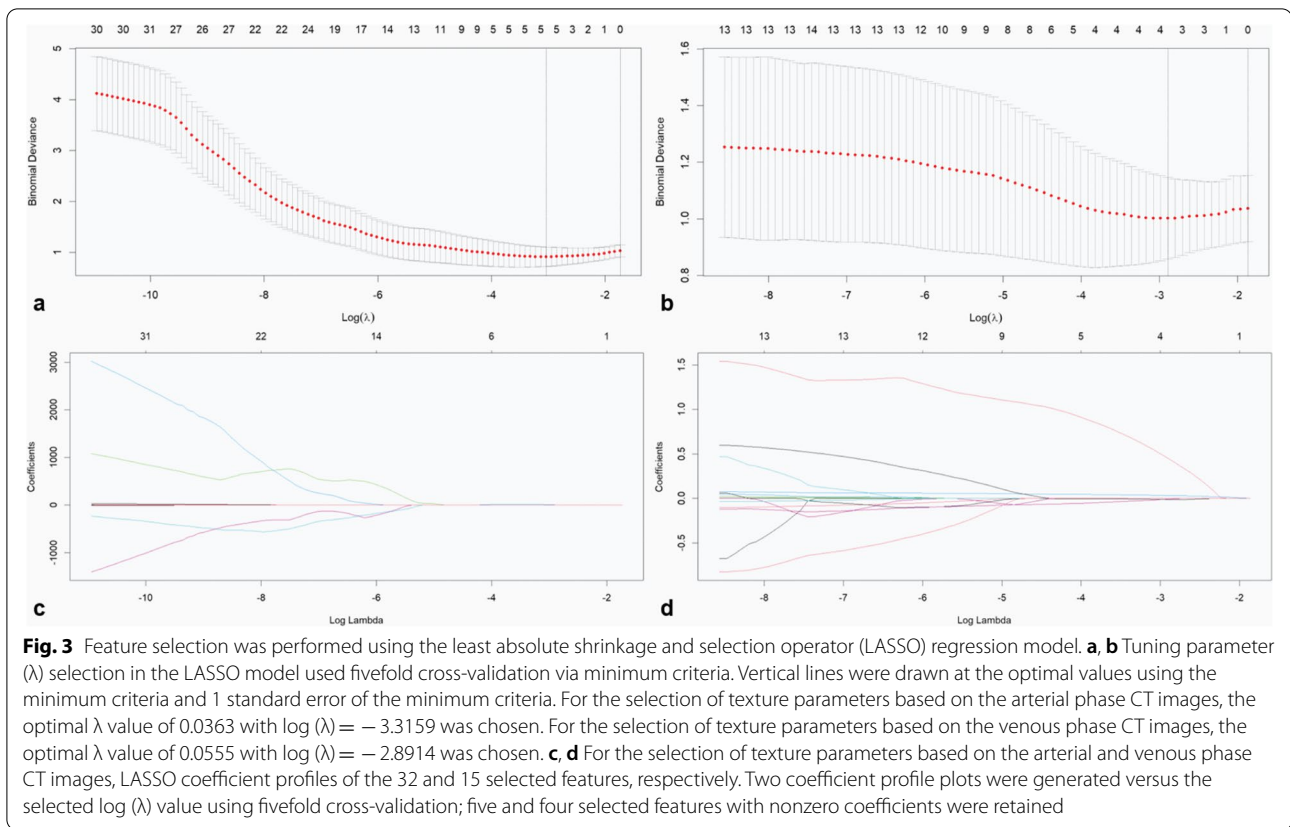 30 30 31 27 26 27 22 22 24 19 17 14 13 11 9 9 5 5 5 5 3 2 1 0
5
4
3
2
1
Binomial Deviance
-10 -8 -6 -4 -2
Log(λ)
a
13 13 13 13 14 13 13 13 12 10 9 9 8 8 5 4 4 4 4 3 3 1 0
1.6
1.4
1.2
1.0
0.8
Binomial Deviance
-8 -7 -6 -5 -4 -3 -2
Log(λ)
b
31 22 14 6 1
3000
2000
1000
0
-1000
Coefficients
-10 -8 -6 -4 -2
Log Lambda
c
13 13 12 9 5 4 1
1.5
1.0
0.5
0.0
-0.5
Coefficients
-8 -7 -6 -5 -4 -3 -2
Log Lambda
d
Fig. 3 Feature selection was performed using the least absolute shrinkage and selection operator (LASSO) regression model. a, b Tuning parameter
(λ) selection in the LASSO model used fivefold cross-validation via minimum criteria. Vertical lines were drawn at the optimal values using the
minimum criteria and 1 standard error of the minimum criteria. For the selection of texture parameters based on the arterial phase CT images, the
optimal λ value of 0.0363 with log (λ) = − 3.3159 was chosen. For the selection of texture parameters based on the venous phase CT images, the
optimal λ value of 0.0555 with log (λ) = − 2.8914 was chosen. c, d For the selection of texture parameters based on the arterial and venous phase
CT images, LASSO coefficient profiles of the 32 and 15 selected features, respectively. Two coefficient profile plots were generated versus the
selected log (λ) value using fivefold cross-validation; five and four selected features with nonzero coefficients were retained